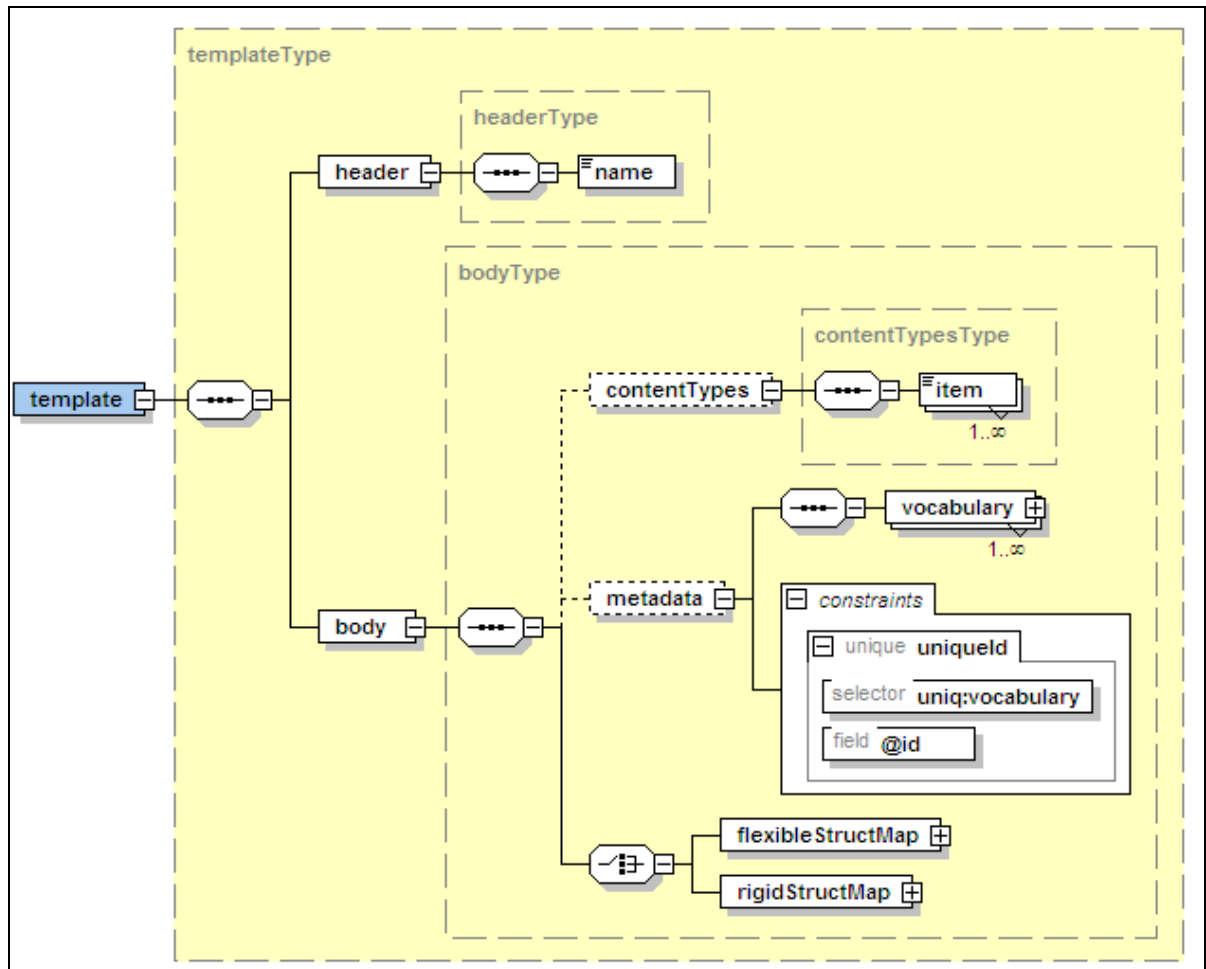 templateType
headerType
header
name
bodyType
contentTypesType
template
contentTypes
item
1..∞
vocabulary
1..∞
metadata
constraints
body
unique uniqueId
selector uniq:vocabulary
field @id
flexibleStructMap
rigidStructMap